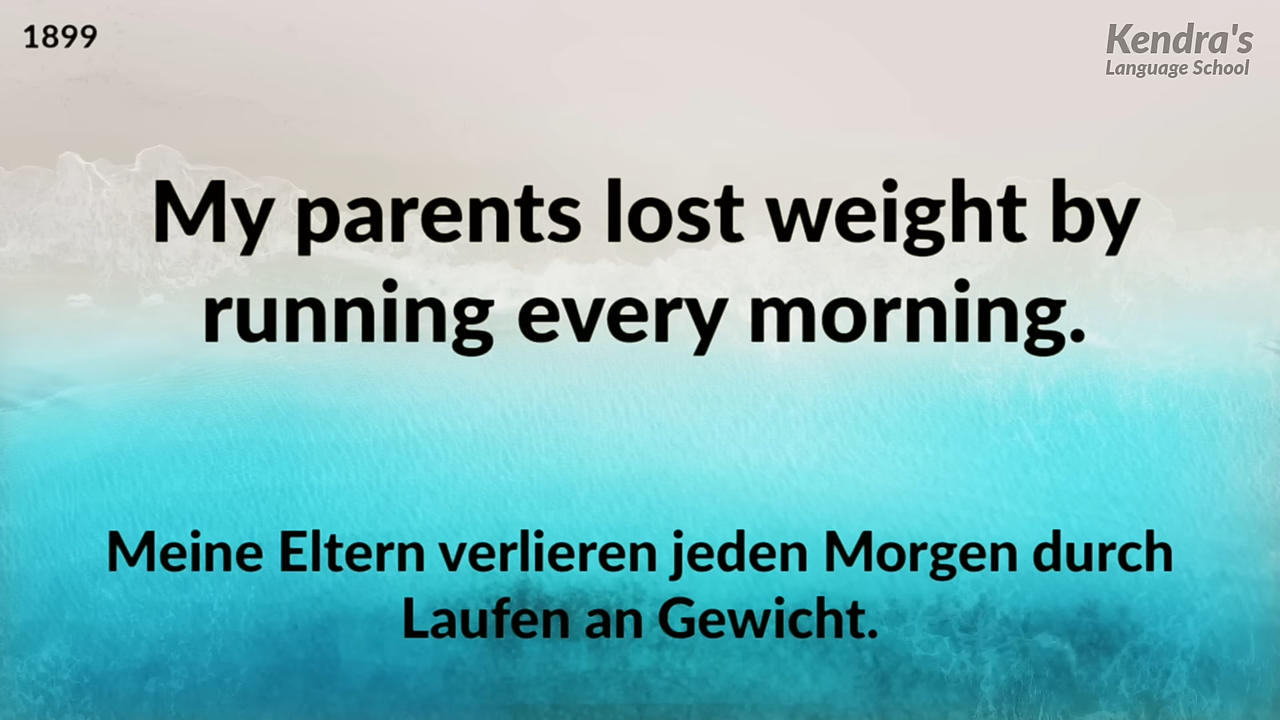 1899
Kendra's
Language School
My parents lost weight by
running every morning.
Meine Eltern verlieren jeden Morgen durch
Laufen an Gewicht.